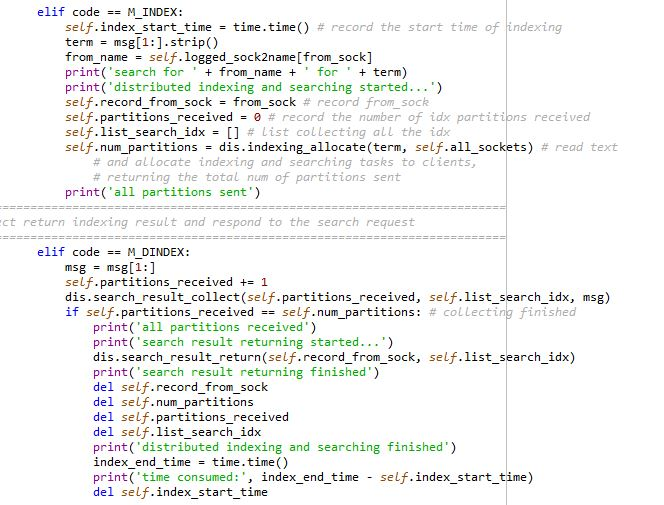 elif code == M_INDEX:
self.index_start_time = time.time() # record the start time of indexing
term = msg[1:].strip()
from_name = self.logged_sock2name[from_sock]
print('search for ' + from_name + ' for ' + term)
print('distributed indexing and searching started...')
self.record_from_sock = from_sock # record from_sock
self.partitions_received = 0 # record the number of idx partitions received
self.list_search_idx = [] # list collecting all the idx
self.num_partitions = dis.indexing_allocate(term, self.all_sockets) # read text
# and allocate indexing and searching tasks to clients,
# returning the total num of partitions sent
print('all partitions sent')
==============================================================================
ct return indexing result and respond to the search request
==============================================================================
elif code == M_DINDEX:
msg = msg[1:]
self.partitions_received += 1
dis.search_result_collect(self.partitions_received, self.list_search_idx, msg)
if self.partitions_received == self.num_partitions: # collecting finished
print('all partitions received')
print('search result returning started...')
dis.search_result_return(self.record_from_sock, self.list_search_idx)
print('search result returning finished')
del self.record_from_sock
del self.num_partitions
del self.partitions_received
del self.list_search_idx
print('distributed indexing and searching finished')
index_end_time = time.time()
print('time consumed:', index_end_time - self.index_start_time)
del self.index_start_time